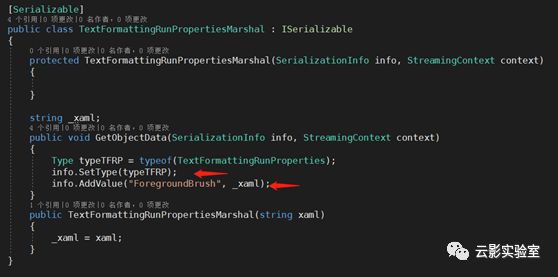 [Serializable]
4 个引用|0 项更改|0 名作者，0 项更改
public class TextFormattingRunPropertiesMarshal : ISerializable
{
0 个引用|0 项更改|0 名作者，0 项更改
protected TextFormattingRunPropertiesMarshal(SerializationInfo info, StreamingContext context)
{
}
string _xaml;
4 个引用|0 项更改|0 名作者，0 项更改
public void GetObjectData(SerializationInfo info, StreamingContext context)
{
Type typeTFRP = typeof(TextFormattingRunProperties);
info.SetType(typeTFRP);
info.AddValue("ForegroundBrush", _xaml);
}
1 个引用|0 项更改|0 名作者，0 项更改
public TextFormattingRunPropertiesMarshal(string xaml)
{
_xaml = xaml;
}
}
云影实验室